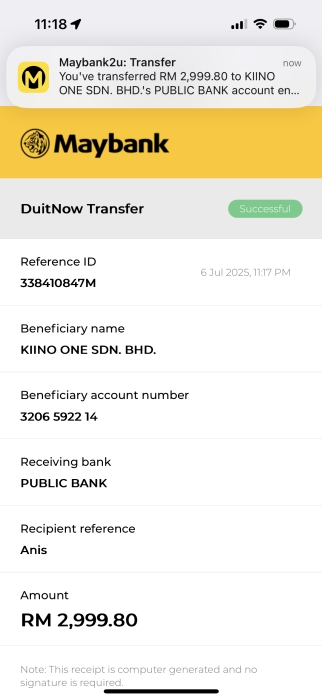 11:18
Maybank2u: Transfer
now
You've transferred RM 2,999.80 to KIINO
ONE SDN. BHD.'s PUBLIC BANK account en...
Maybank
DuitNow Transfer
Successful
Reference ID
6 Jul 2025, 11:17 PM
338410847M
Beneficiary name
KIINO ONE SDN. BHD.
Beneficiary account number
3206 5922 14
Receiving bank
PUBLIC BANK
Recipient reference
Anis
Amount
RM 2,999.80
Note: This receipt is computer generated and no
signature is required.